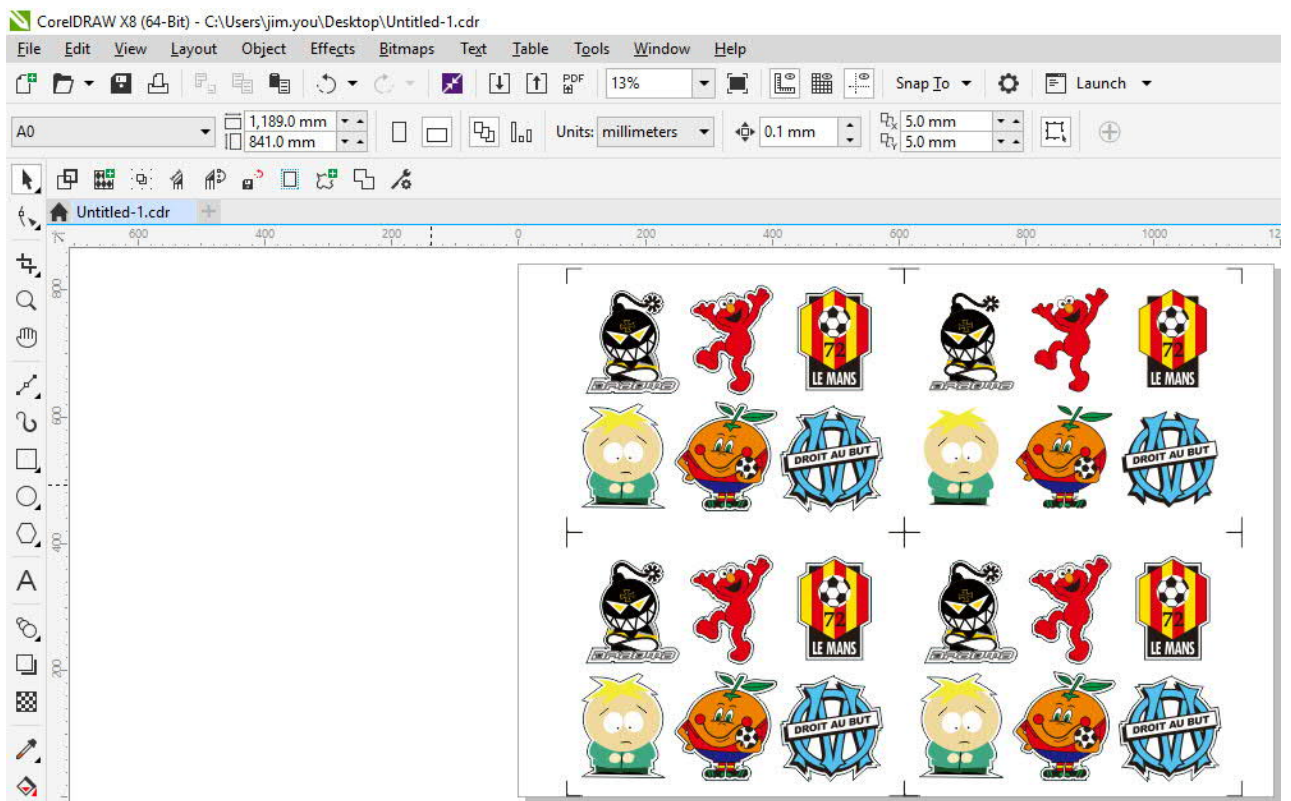 CorelDRAW X8 (64-Bit) - C:\Users\jim.you\Desktop\Untitled-1.cdr
File Edit View Layout Object Effects Bitmaps Text Table Tools Window Help
PDF 13% Snap To Launch
A0 1,189.0 mm 841.0 mm Units: millimeters 0.1 mm 5.0 mm 5.0 mm
Untitled-1.cdr
600 400 200 0 200 400 600 800 1000 12
800
72 72
LE MANS LE MANS
600
DROIT AU BUT DROIT AU BUT
400
72 72
LE MANS LE MANS
200
DROIT AU BUT DROIT AU BUT